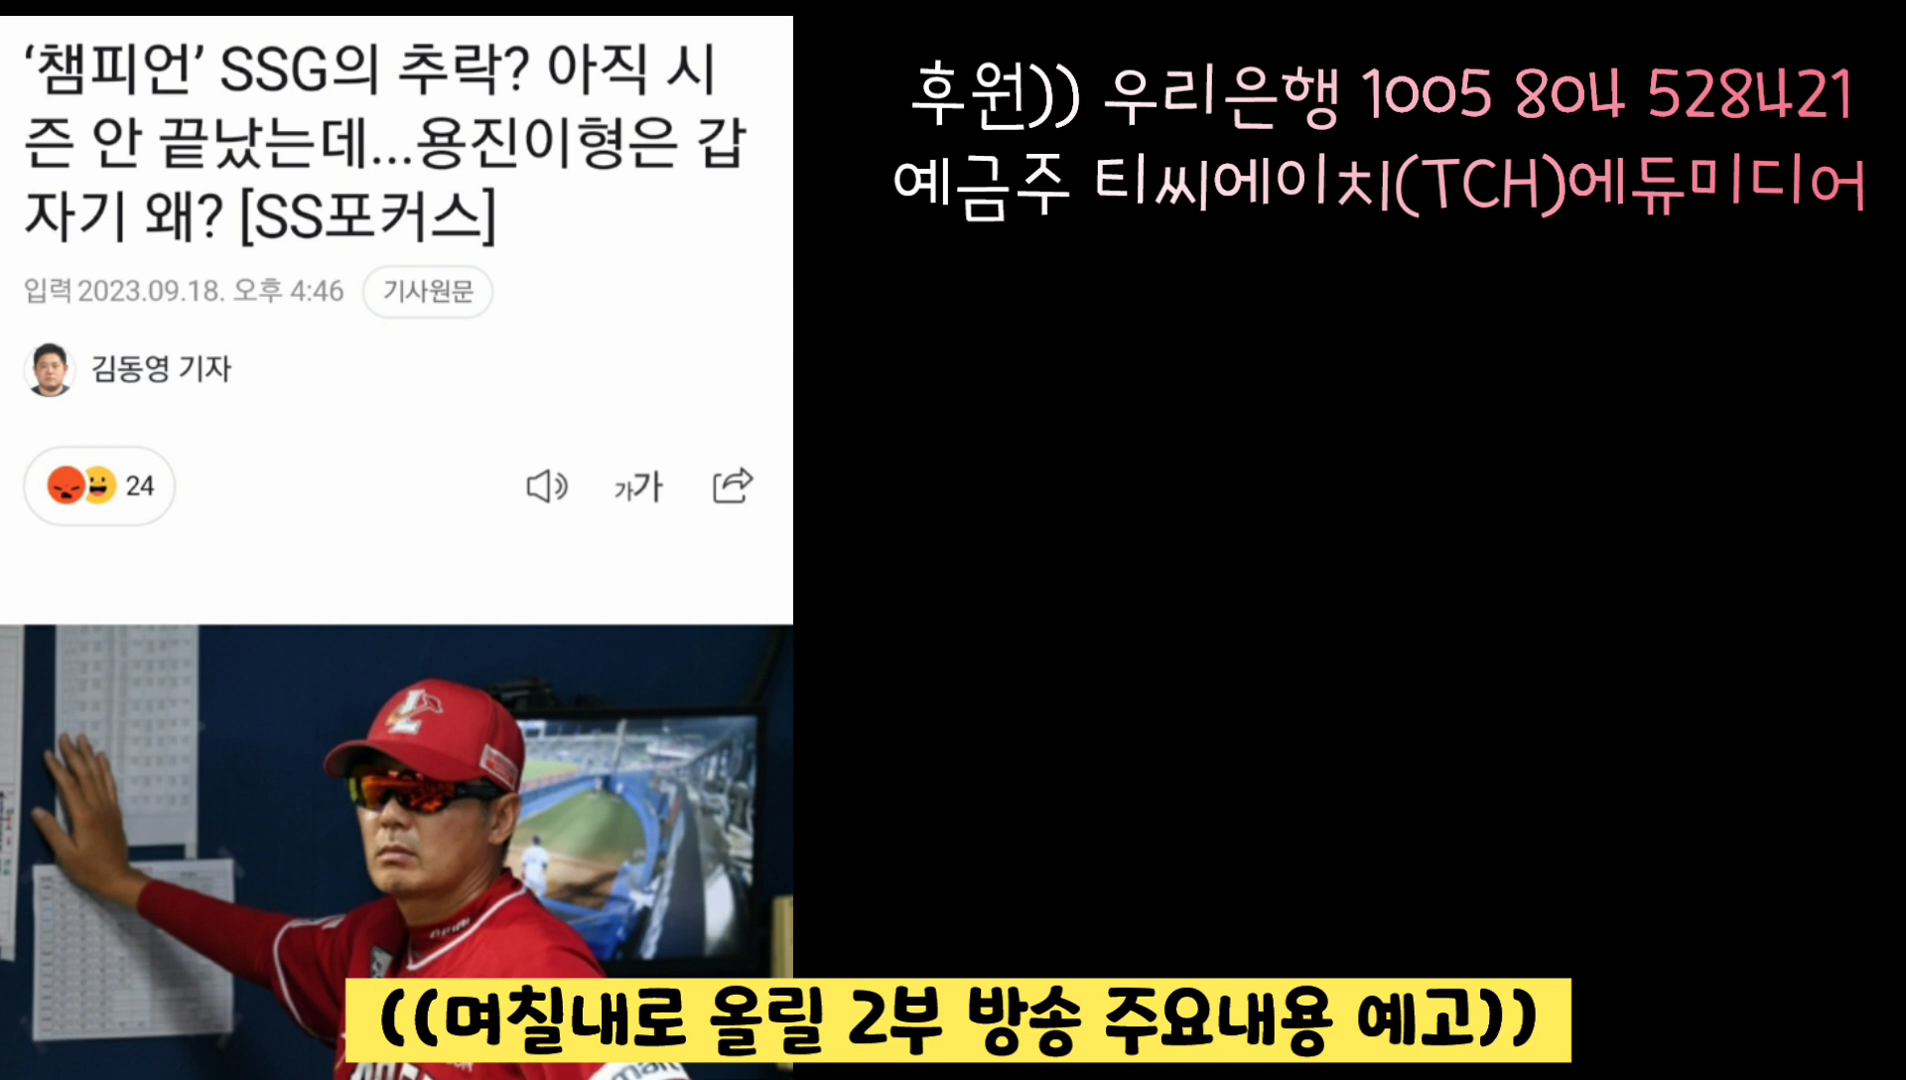 ‘챔피언’ SSG의 추락? 아직 시
즌 안 끝났는데...용진이형은 갑
자기 왜? [SS포커스]
입력 2023.09.18. 오후 4:46 기사원문
김동영 기자
24
가가
후원)) 우리은행 1005 804 528421
예금주 티씨에이치(TCH)에듀미디어
((며칠내로 올릴 2부 방송 주요내용 예고))